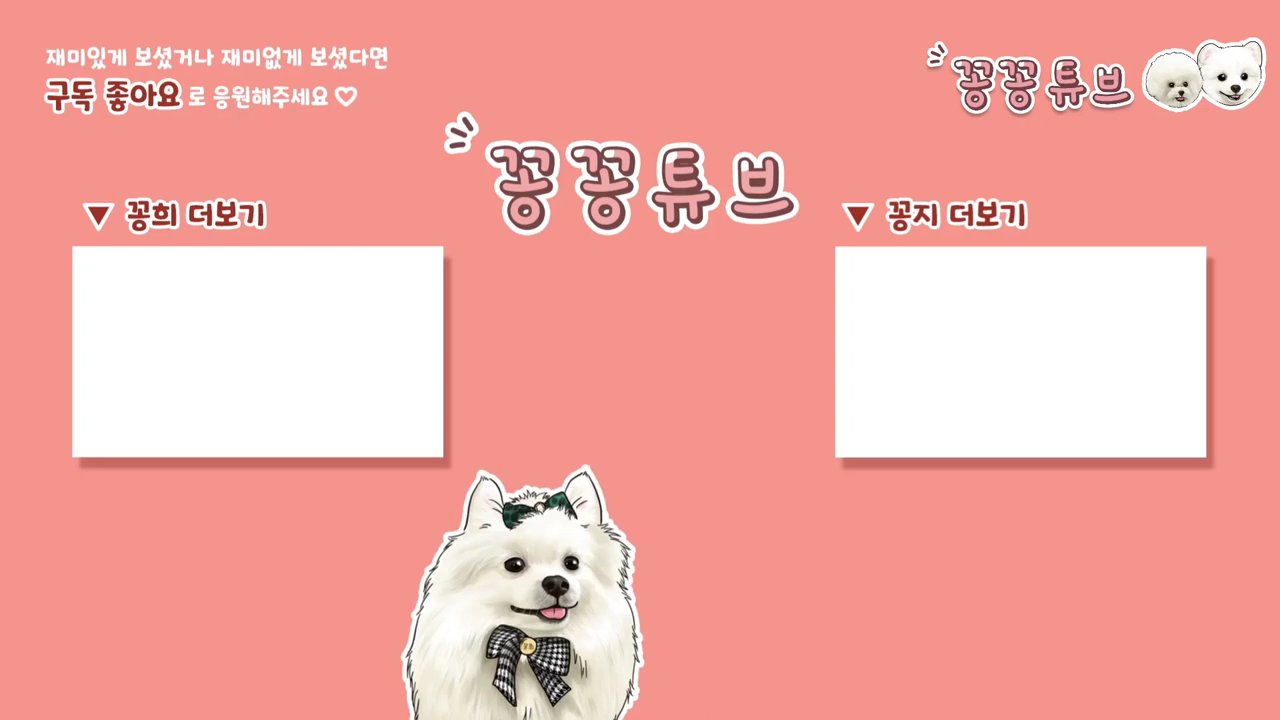 재미있게 보셨거나 재미없게 보셨다면
구독 좋아요 로 응원해주세요 ♡
꽁꽁튜브
꽁꽁튜브
▼ 꽁희 더보기
▼ 꽁지 더보기